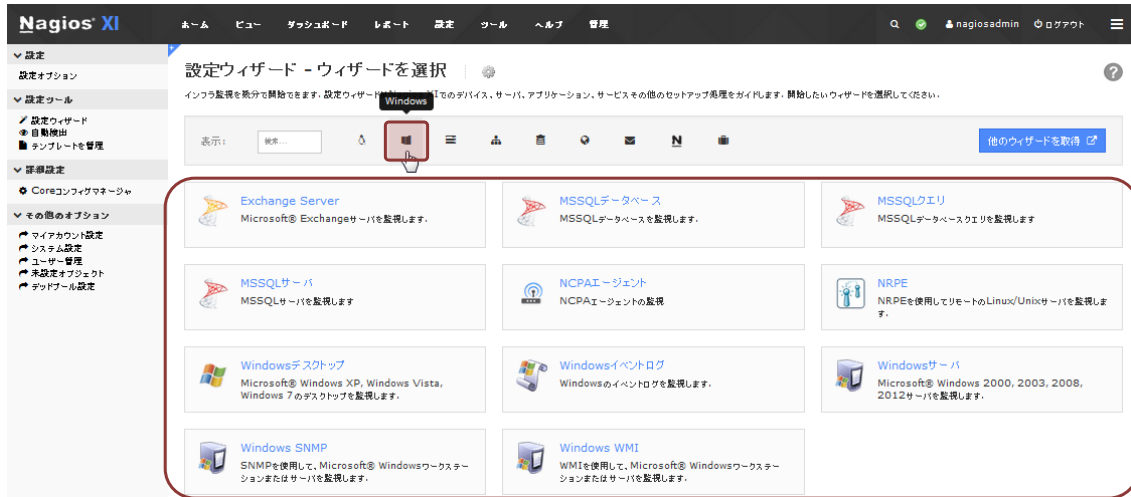 Nagios® XI
ホーム ビュー ダッシュボード レポート 設定 ツール ヘルプ 管理
nagiosadmin ログアウト
設定
設定オプション
設定ツール
設定ウィザード
自動検出
テンプレートを管理
詳細設定
Coreコンフィグマネージャ
その他のオプション
マイアカウント設定
システム設定
ユーザー管理
未設定オブジェクト
デッドプール設定
設定ウィザード - ウィザードを選択
インフラ監視を数分で開始できます. 設定ウィザードは XIでのデバイス、サーバ、アプリケーション、サービスその他のセットアップ処理をガイドします. 開始したいウィザードを選択してください.
Windows
表示: 検索... N 他のウィザードを取得
Exchange Server
Microsoft® Exchangeサーバを監視します.
MSSQLデータベース
MSSQLデータベースを監視します.
MSSQLクエリ
MSSQLデータベースクエリを監視します
MSSQLサーバ
MSSQLサーバを監視します
NCPAエージェント
NCPAエージェントの監視
NRPE
NRPEを使用してリモートのLinux/Unixサーバを監視しま
す.
Windowsデスクトップ
Microsoft® Windows XP, Windows Vista,
Windows 7のデスクトップを監視します.
Windowsイベントログ
Windowsのイベントログを監視します.
Windowsサーバ
Microsoft® Windows 2000, 2003, 2008,
2012サーバを監視します.
Windows SNMP
SNMPを使用して、Microsoft® Windowsワークステー
ションまたはサーバを監視します.
Windows WMI
WMIを使用して、Microsoft® Windowsワークステー
ションまたはサーバを監視します.